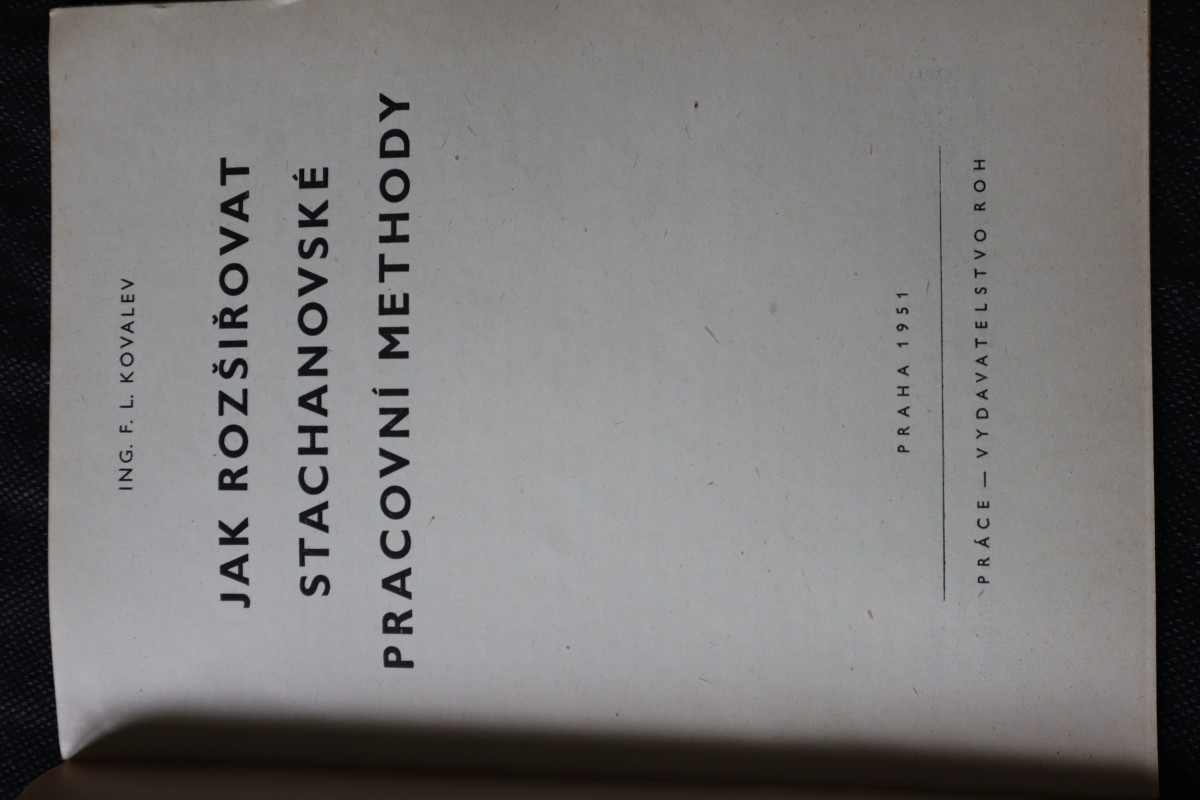 ING. F. L. KOVALEV
JAK ROZŠIŘOVAT
STACHANOVSKÉ
PRACOVNÍ METHODY
PRAHA 1951
PRÁCE — VYDAVATELSTVO ROH